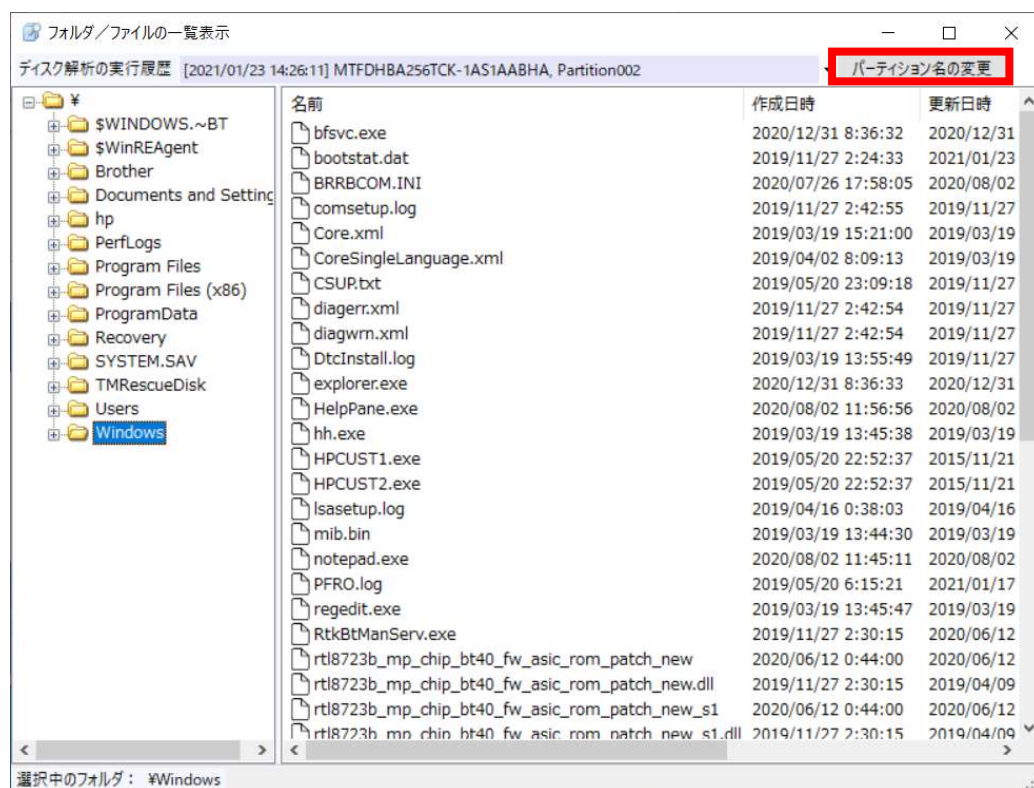 フォルダ／ファイルの一覧表示
ディスク解析の実行履歴 [2021/01/23 14:26:11] MTFDHBA256TCK-1AS1AABHA, Partition002 パーティション名の変更
¥
$WINDOWS.~BT
$WinREAgent
Brother
Documents and Setting
hp
PerfLogs
Program Files
Program Files (x86)
ProgramData
Recovery
SYSTEM.SAV
TMRescueDisk
Users
Windows
名前 作成日時 更新日時
bfsvc.exe 2020/12/31 8:36:32 2020/12/31
bootstat.dat 2019/11/27 2:24:33 2021/01/23
BRRBCOM.INI 2020/07/26 17:58:05 2020/08/02
comsetup.log 2019/11/27 2:42:55 2019/11/27
Core.xml 2019/03/19 15:21:00 2019/03/19
CoreSingleLanguage.xml 2019/04/02 8:09:13 2019/03/19
CSUP.txt 2019/05/20 23:09:18 2019/11/27
diagerr.xml 2019/11/27 2:42:54 2019/11/27
diagwrn.xml 2019/11/27 2:42:54 2019/11/27
DtcInstall.log 2019/03/19 13:55:49 2019/11/27
explorer.exe 2020/12/31 8:36:33 2020/12/31
HelpPane.exe 2020/08/02 11:56:56 2020/08/02
hh.exe 2019/03/19 13:45:38 2019/03/19
HPCUST1.exe 2019/05/20 22:52:37 2015/11/21
HPCUST2.exe 2019/05/20 22:52:37 2015/11/21
lsasetup.log 2019/04/16 0:38:03 2019/04/16
mib.bin 2019/03/19 13:44:30 2019/03/19
notepad.exe 2020/08/02 11:45:11 2020/08/02
PFRO.log 2019/05/20 6:15:21 2021/01/17
regedit.exe 2019/03/19 13:45:47 2019/03/19
RtkBtManServ.exe 2019/11/27 2:30:15 2020/06/12
rtl8723b_mp_chip_bt40_fw_asic_rom_patch_new 2020/06/12 0:44:00 2020/06/12
rtl8723b_mp_chip_bt40_fw_asic_rom_patch_new.dll 2019/11/27 2:30:15 2019/04/09
rtl8723b_mp_chip_bt40_fw_asic_rom_patch_new_s1 2020/06/12 0:44:00 2020/06/12
rtl8723b_mp_chip_bt40_fw_asic_rom_patch_new_s1.dll 2019/11/27 2:30:15 2019/04/09
選択中のフォルダ： ¥Windows